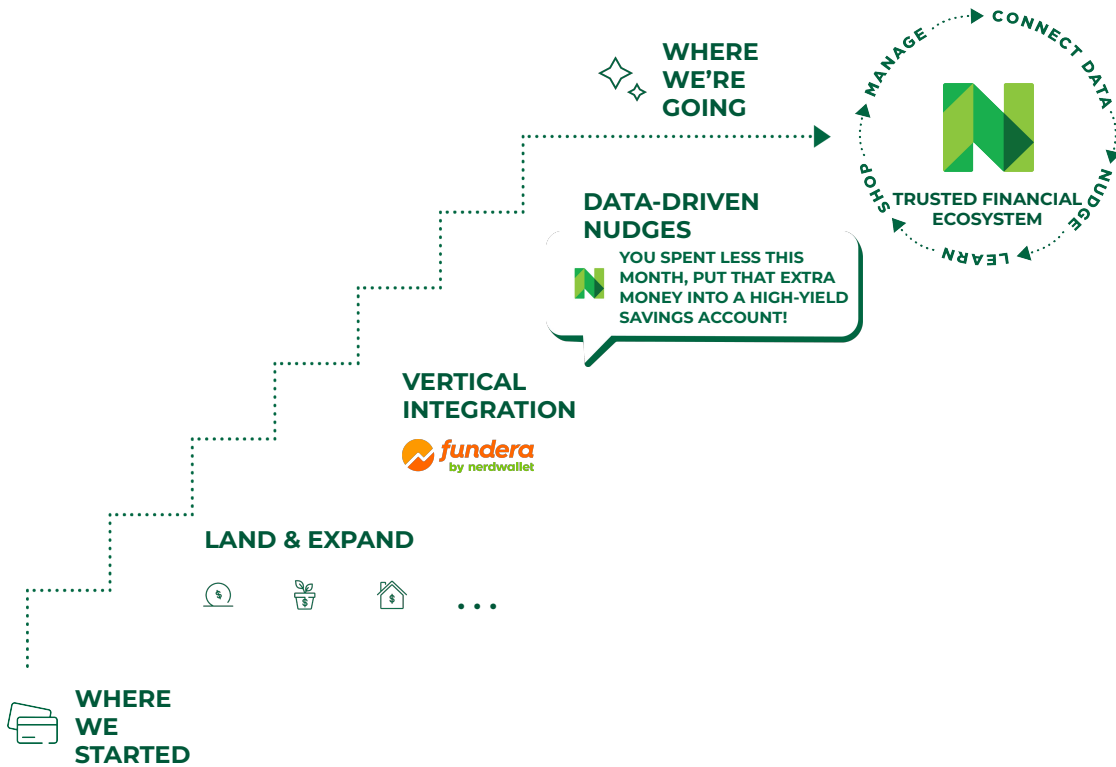 WHERE
WE'RE
GOING
MANAGE
CONNECT DATA
NUDGE
LEARN
SHOP
TRUSTED FINANCIAL
ECOSYSTEM
DATA-DRIVEN
NUDGES
YOU SPENT LESS THIS
MONTH, PUT THAT EXTRA
MONEY INTO A HIGH-YIELD
SAVINGS ACCOUNT!
VERTICAL
INTEGRATION
fundera
by nerdwallet
LAND & EXPAND
$ $ $
...
WHERE
WE
STARTED